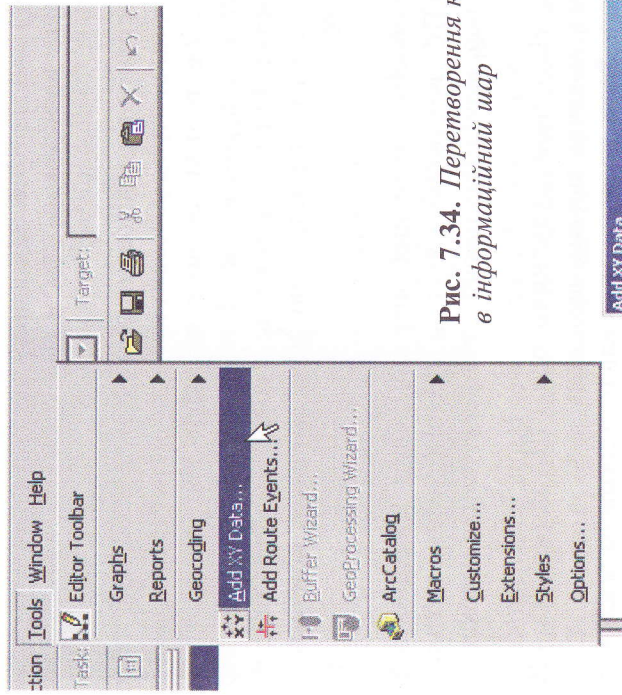 ction Tools Window Help
Task: Target:
Editor Toolbar
Graphs
Reports
Geocoding
Add XY Data...
Add Route Events...
Buffer Wizard...
GeoProcessing Wizard...
ArcCatalog
Macros
Customize...
Extensions...
Styles
Options...
Рис. 7.34. Перетворення к
в інформаційний шар
Add XY Data